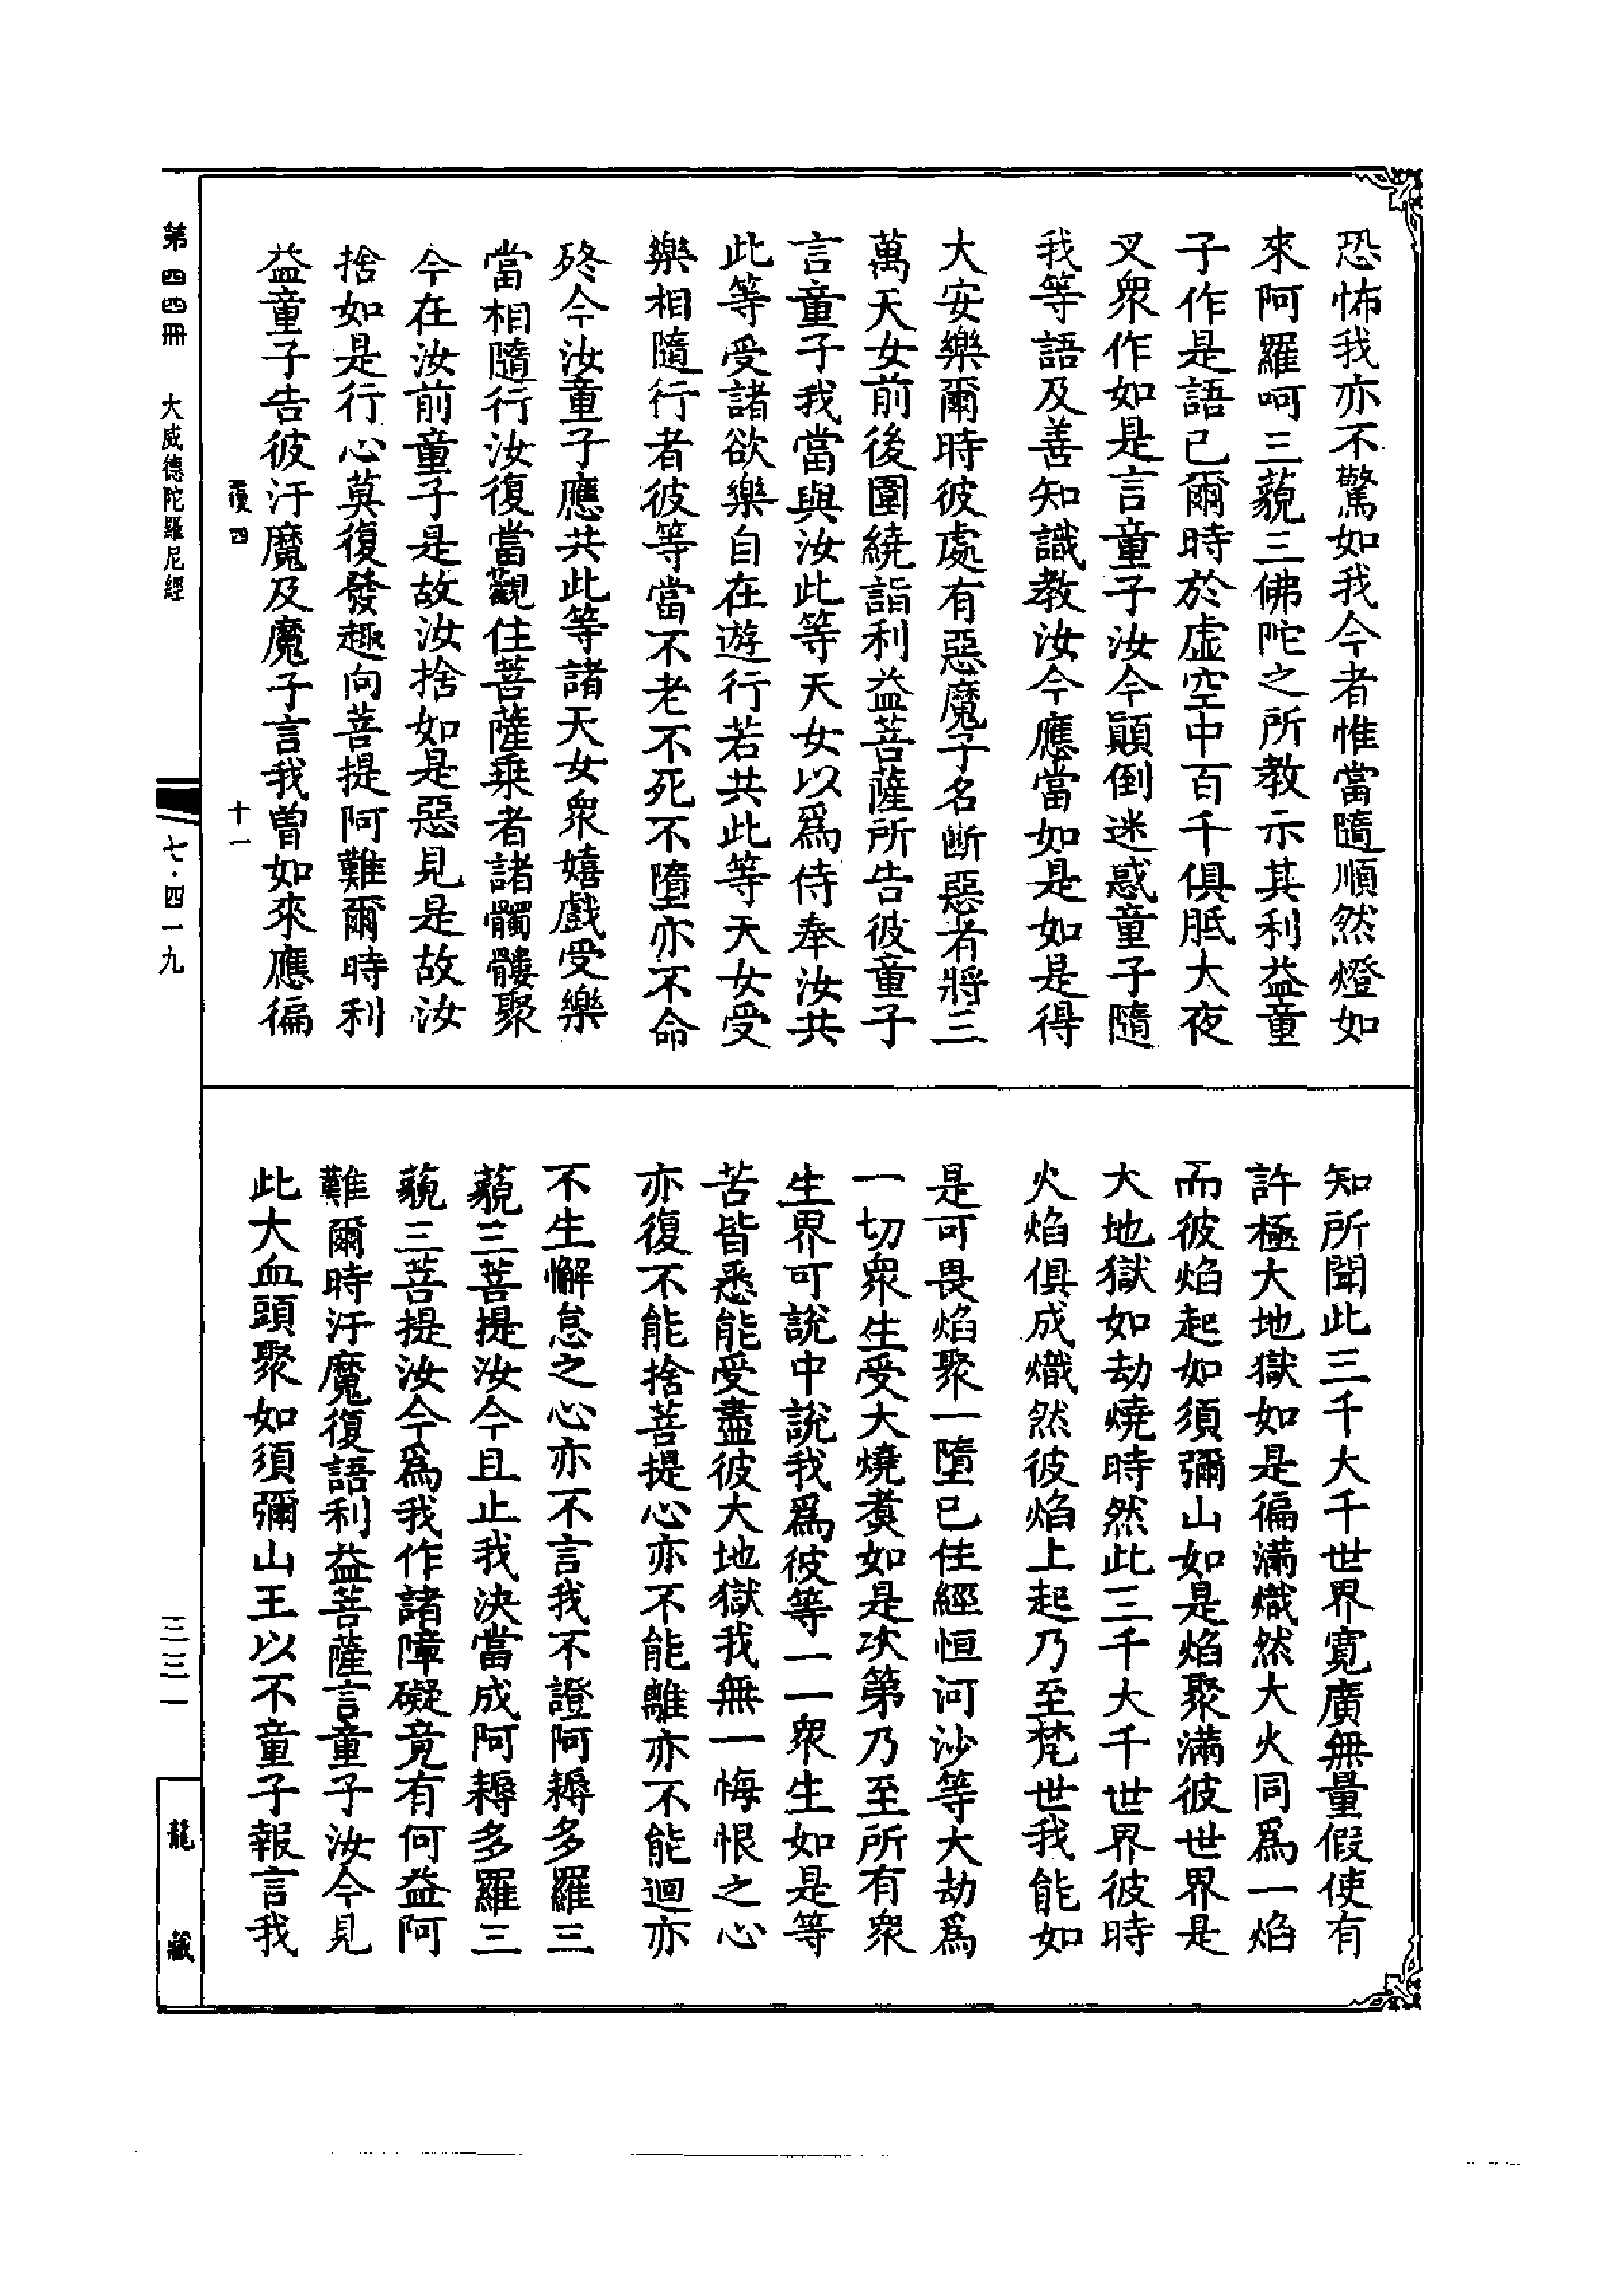 恐怖我亦不驚如我今者惟當隨順然燈如
來阿羅呵三藐三佛陀之所教示其利益童
子作是語已爾時於虛空中百千俱胝大夜
叉衆作如是言童子汝今顚倒迷惑童子隨
我等語及善知識教汝今應當如是如是得
大安樂爾時彼處有惡魔子名斷惡者將三
萬天女前後圍繞詣利益菩薩所告彼童子
言童子我當與汝此等天女以爲侍奉汝共
此等受諸欲樂自在遊行若共此等天女受
樂相隨行者彼等當不老不死不墮亦不命
終今汝童子應共此等諸天女衆嬉戲受樂
當相隨行汝復當觀住菩薩乘者諸髑髏聚
今在汝前童子是故汝捨如是惡見是故汝
捨如是行心莫復發趣向菩提阿難爾時利
益童子告彼汙魔及魔子言我曾如來應徧
覆四
十一
知所聞此三千大千世界寬廣無量假使有
許極大地獄如是徧滿熾然大火同爲一焰
而彼焰起如須彌山如是焰聚滿彼世界是
大地獄如劫燒時然此三千大千世界彼時
火焰俱成熾然彼焰上起乃至梵世我能如
是可畏焰聚一墮已住經恒河沙等大劫爲
一切衆生受大燒煑如是次第乃至所有衆
生界可說中說我爲彼等一一衆生如是等
苦皆悉能受盡彼大地獄我無一悔恨之心
亦復不能捨菩提心亦不能離亦不能迴亦
不生懈怠之心亦不言我不證阿耨多羅三
藐三菩提汝今且止我決當成阿耨多羅三
藐三菩提汝今爲我作諸障礙竟有何益阿
難爾時汙魔復語利益菩薩言童子汝今見
此大血頭聚如須彌山王以不童子報言我
第四四冊 大威德陀羅尼經
七·四一九
三三一
龍藏